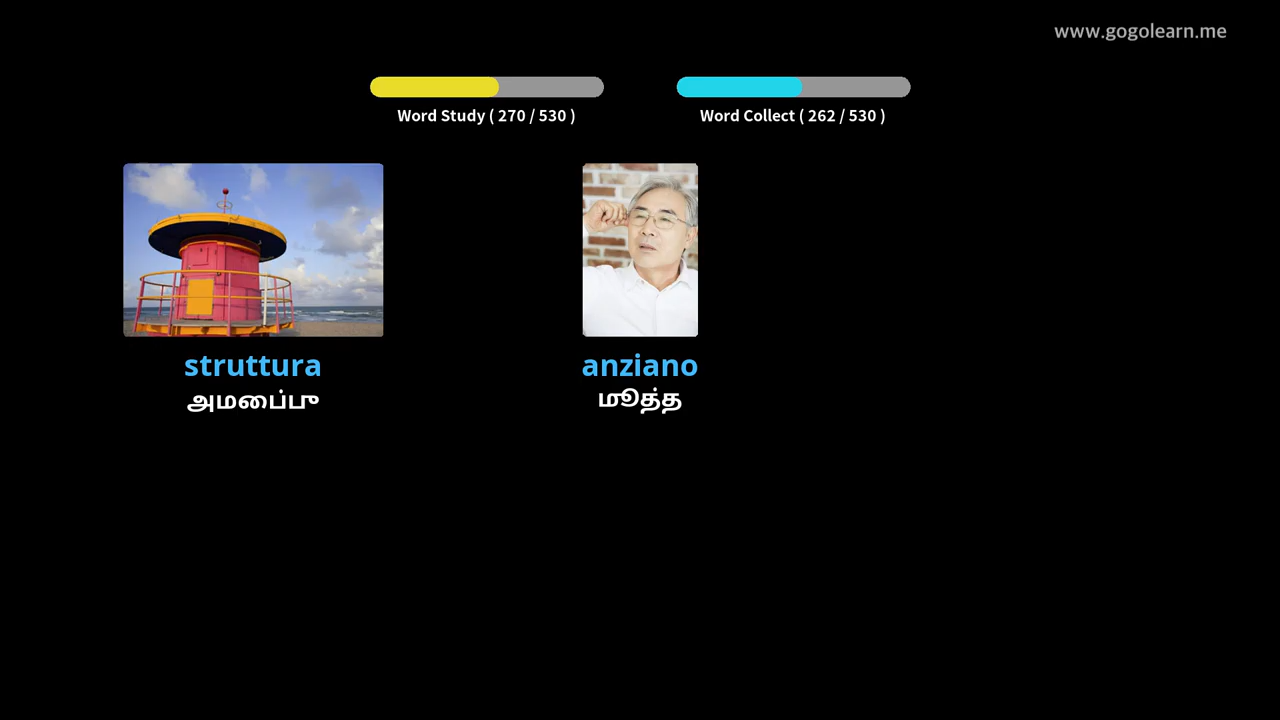 www.gogolearn.me
Word Study ( 270 / 530 )
Word Collect ( 262 / 530 )
struttura
அமைப்பு
anziano
மூத்த